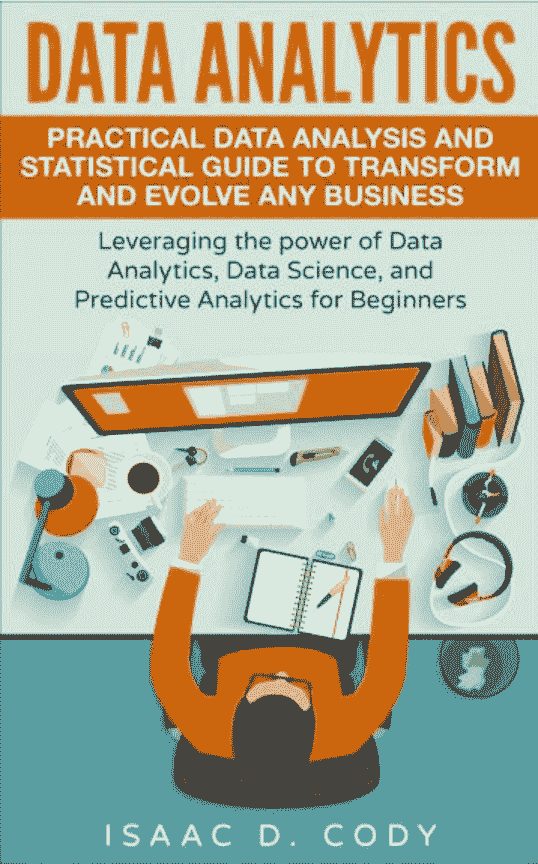 DATA ANALYTICS
PRACTICAL DATA ANALYSIS AND
STATISTICAL GUIDE TO TRANSFORM
AND EVOLVE ANY BUSINESS
Leveraging the power of Data
Analytics, Data Science, and
Predictive Analytics for Beginners
ISAAC D. CODY